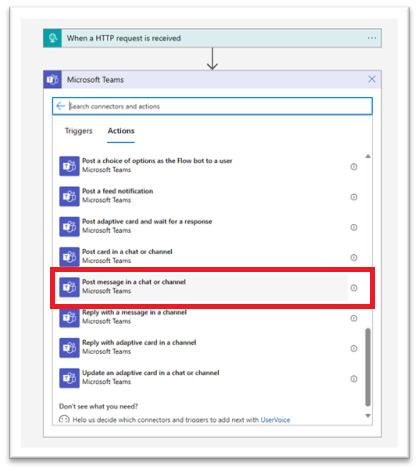 When a HTTP request is received
Microsoft Teams
Search connectors and actions
Triggers Actions
Post a choice of options as the Flow bot to a user
Microsoft Teams
Post a feed notification
Microsoft Teams
Post adaptive card and wait for a response
Microsoft Teams
Post card in a chat or channel
Microsoft Teams
Post message in a chat or channel
Microsoft Teams
Reply with a message in a channel
Microsoft Teams
Reply with adaptive card in a channel
Microsoft Teams
Update an adaptive card in a chat or channel
Microsoft Teams
Don't see what you need?
Help us decide which connectors and triggers to add next with UserVoice